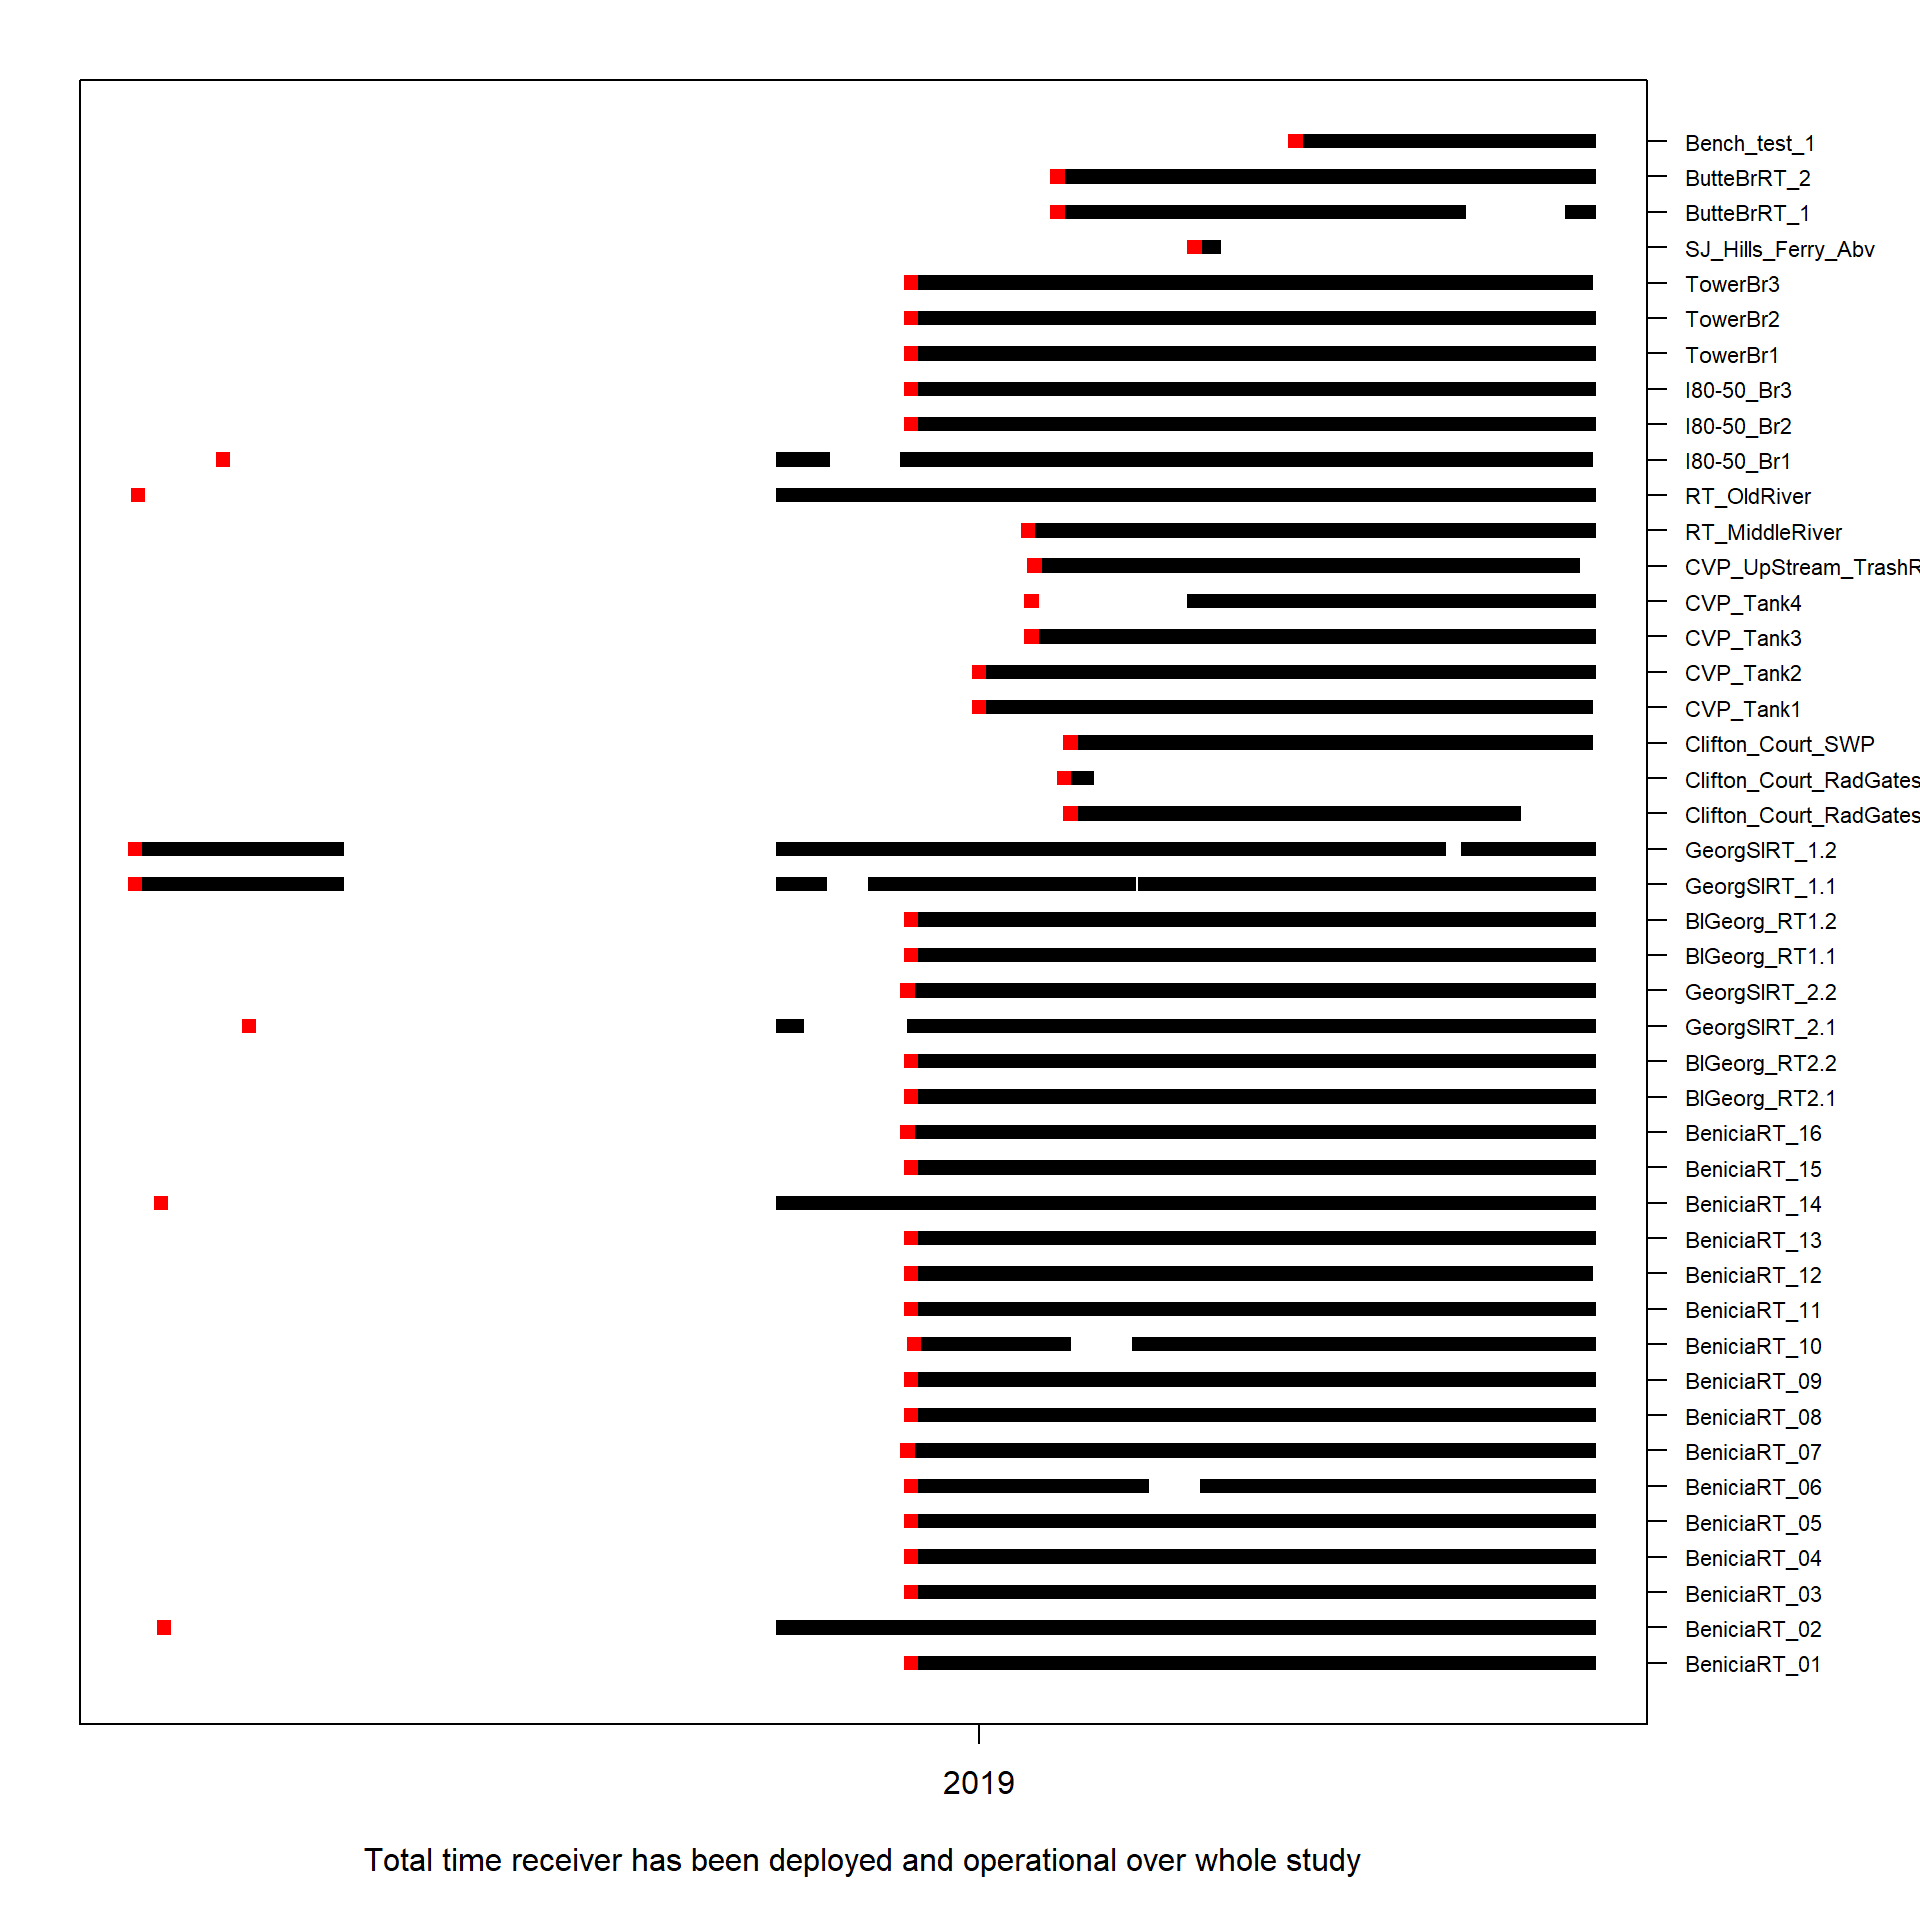 Bench_test_1
ButteBrRT_2
ButteBrRT_1
SJ_Hills_Ferry_Abv
TowerBr3
TowerBr2
TowerBr1
I80-50_Br3
I80-50_Br2
I80-50_Br1
RT_OldRiver
RT_MiddleRiver
CVP_UpStream_TrashR
CVP_Tank4
CVP_Tank3
CVP_Tank2
CVP_Tank1
Clifton_Court_SWP
Clifton_Court_RadGates
Clifton_Court_RadGates
GeorgSlRT_1.2
GeorgSlRT_1.1
BlGeorg_RT1.2
BlGeorg_RT1.1
GeorgSlRT_2.2
GeorgSlRT_2.1
BlGeorg_RT2.2
BlGeorg_RT2.1
BeniciaRT_16
BeniciaRT_15
BeniciaRT_14
BeniciaRT_13
BeniciaRT_12
BeniciaRT_11
BeniciaRT_10
BeniciaRT_09
BeniciaRT_08
BeniciaRT_07
BeniciaRT_06
BeniciaRT_05
BeniciaRT_04
BeniciaRT_03
BeniciaRT_02
BeniciaRT_01
2019
Total time receiver has been deployed and operational over whole study